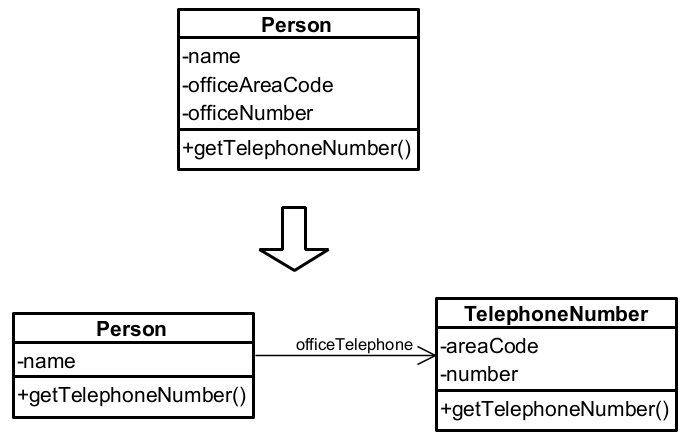 Person
-name
-officeAreaCode
-officeNumber
+getTelephoneNumber()
Person
-name
+getTelephoneNumber()
officeTelephone
TelephoneNumber
-areaCode
-number
+getTelephoneNumber()